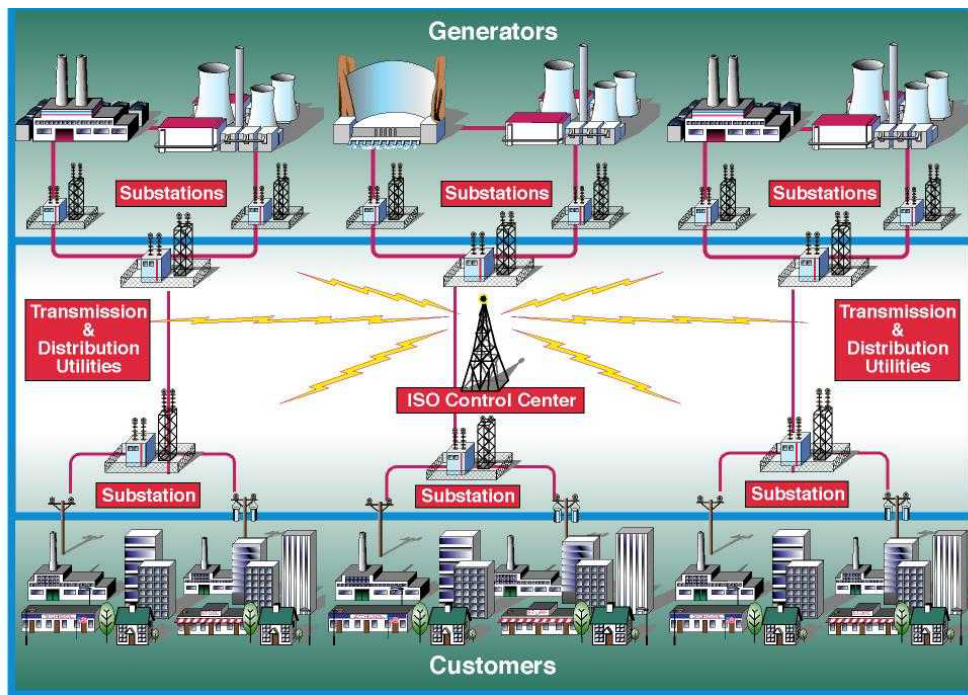 Generators
Substations
Substations
Substations
Transmission
&
Distribution
Utilities
Transmission
&
Distribution
Utilities
ISO Control Center
Substation
Substation
Substation
Customers